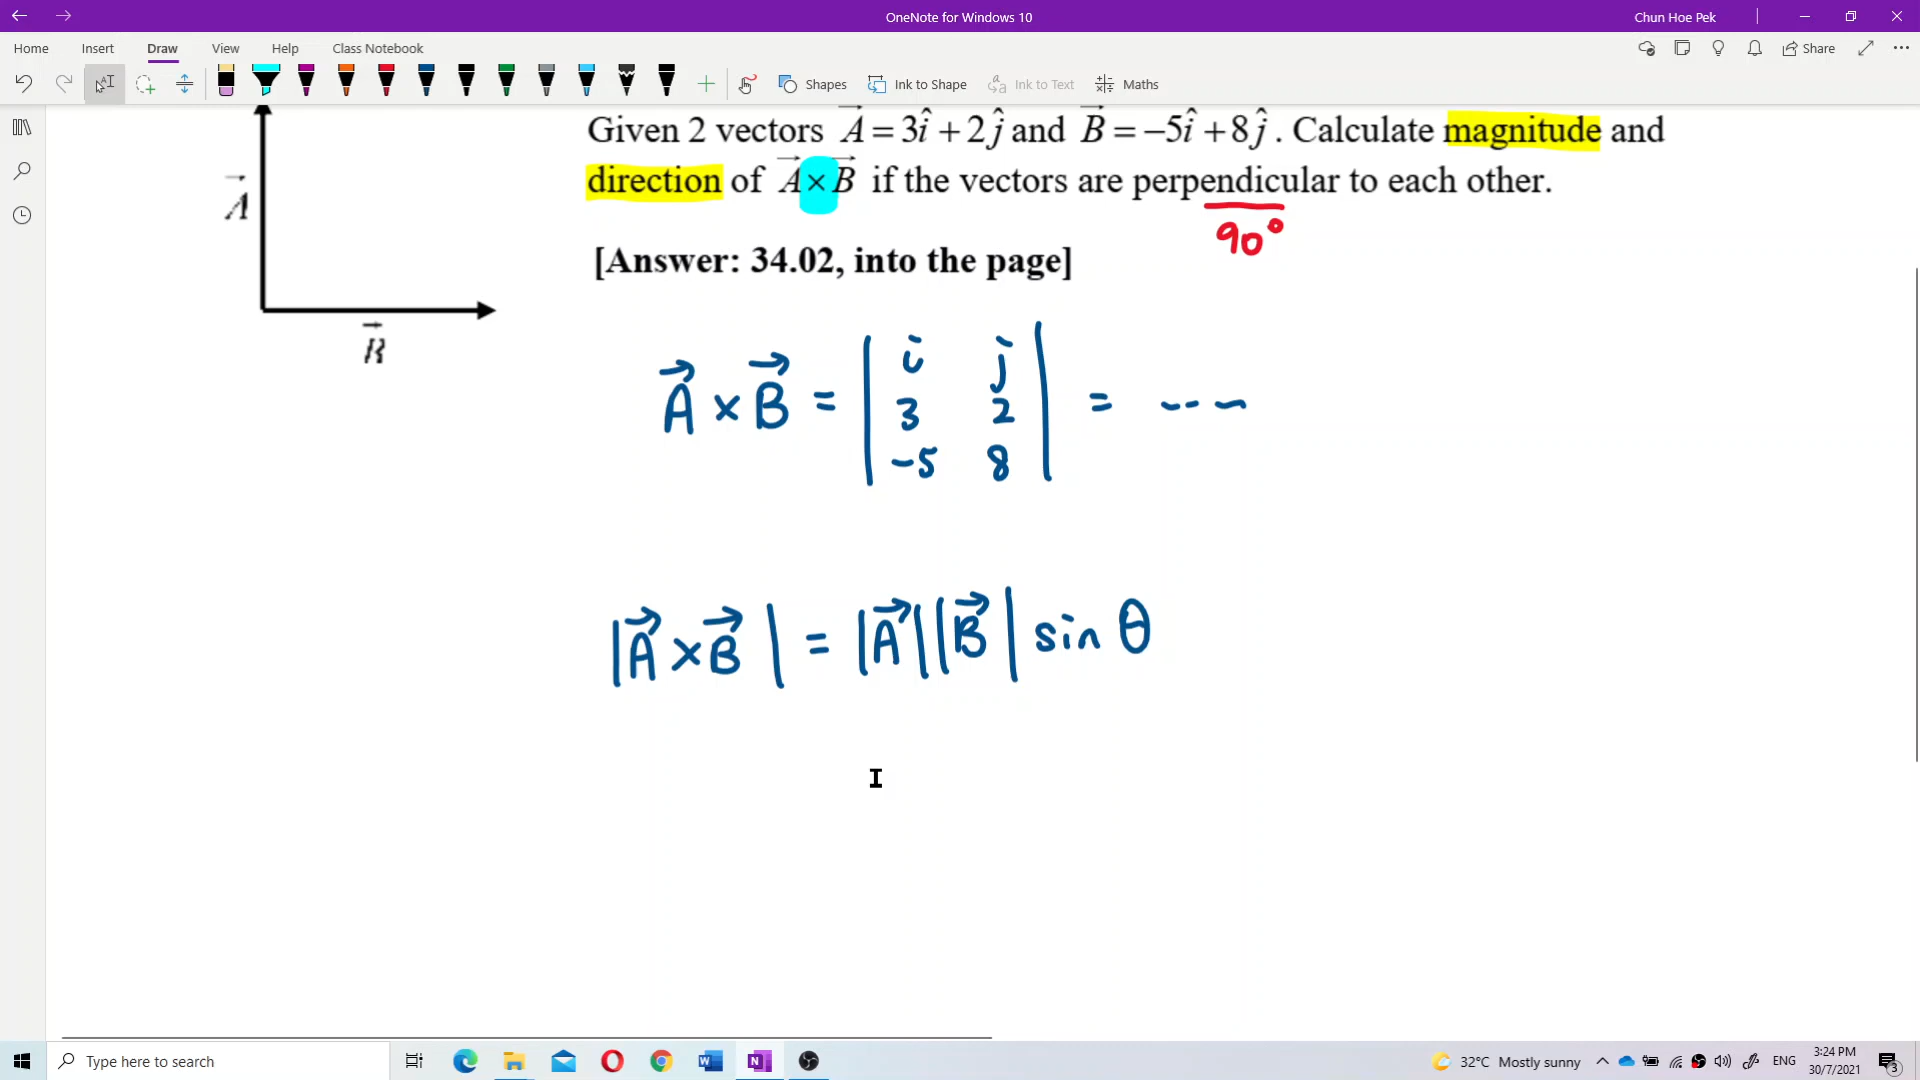 OneNote for Windows 10
Chun Hoe Pek
Home Insert Draw View Help Class Notebook
Share
Shapes Ink to Shape Ink to Text Maths
Given 2 vectors A = 3î + 2ĵ and B = −5î + 8ĵ. Calculate magnitude and
direction of A × B if the vectors are perpendicular to each other.
90°
[Answer: 34.02, into the page]
A
B
A × B = | i j | = -- -
3 2
-5 8
|A × B| = |A||B| sin θ
Type here to search
32°C Mostly sunny
ENG
3:24 PM
30/7/2021
3